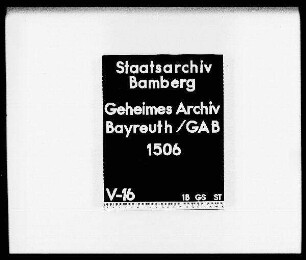 Staatsarchiv
Bamberg
Geheimes Archiv
Bayreuth/GAB
1506
V-16 18 GS ST